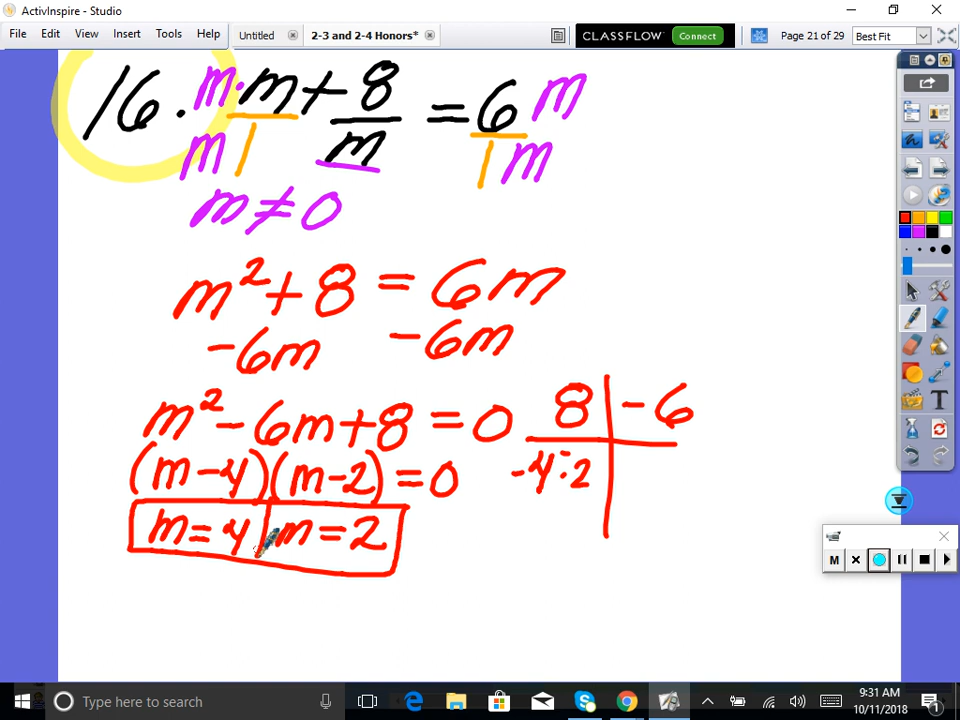 ActivInspire - Studio
File Edit View Insert Tools Help Untitled 2-3 and 2-4 Honors* CLASSFLOW Connect Page 21 of 29 Best Fit
16. m · m + 8 = 6 m
m 1 m 1 m
m ≠ 0
m² + 8 = 6m
-6m -6m
m² - 6m + 8 = 0 8 - 6
(m - 4)(m - 2) = 0 -4·-2
m = 4 m = 2
M
T
Type here to search
9:31 AM
10/11/2018
1